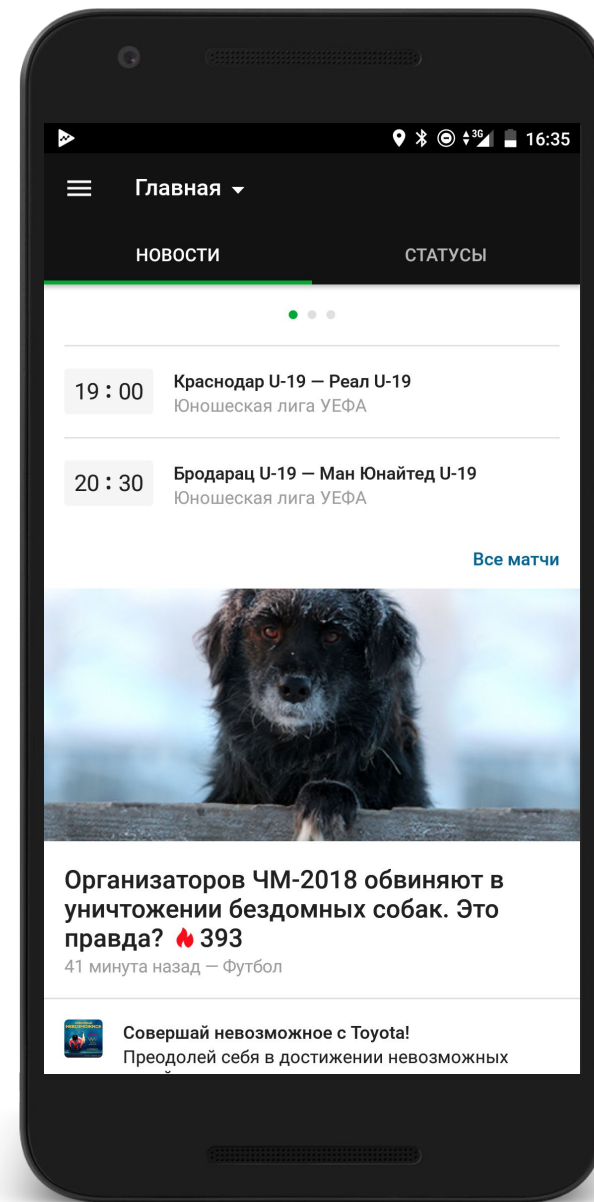 3G 16:35
Главная
НОВОСТИ СТАТУСЫ
19 : 00 Краснодар U-19 — Реал U-19
Юношеская лига УЕФА
20 : 30 Бродарац U-19 — Ман Юнайтед U-19
Юношеская лига УЕФА
Все матчи
Организаторов ЧМ-2018 обвиняют в
уничтожении бездомных собак. Это
правда? 393
41 минута назад — Футбол
Совершай невозможное с Toyota!
Преодолей себя в достижении невозможных